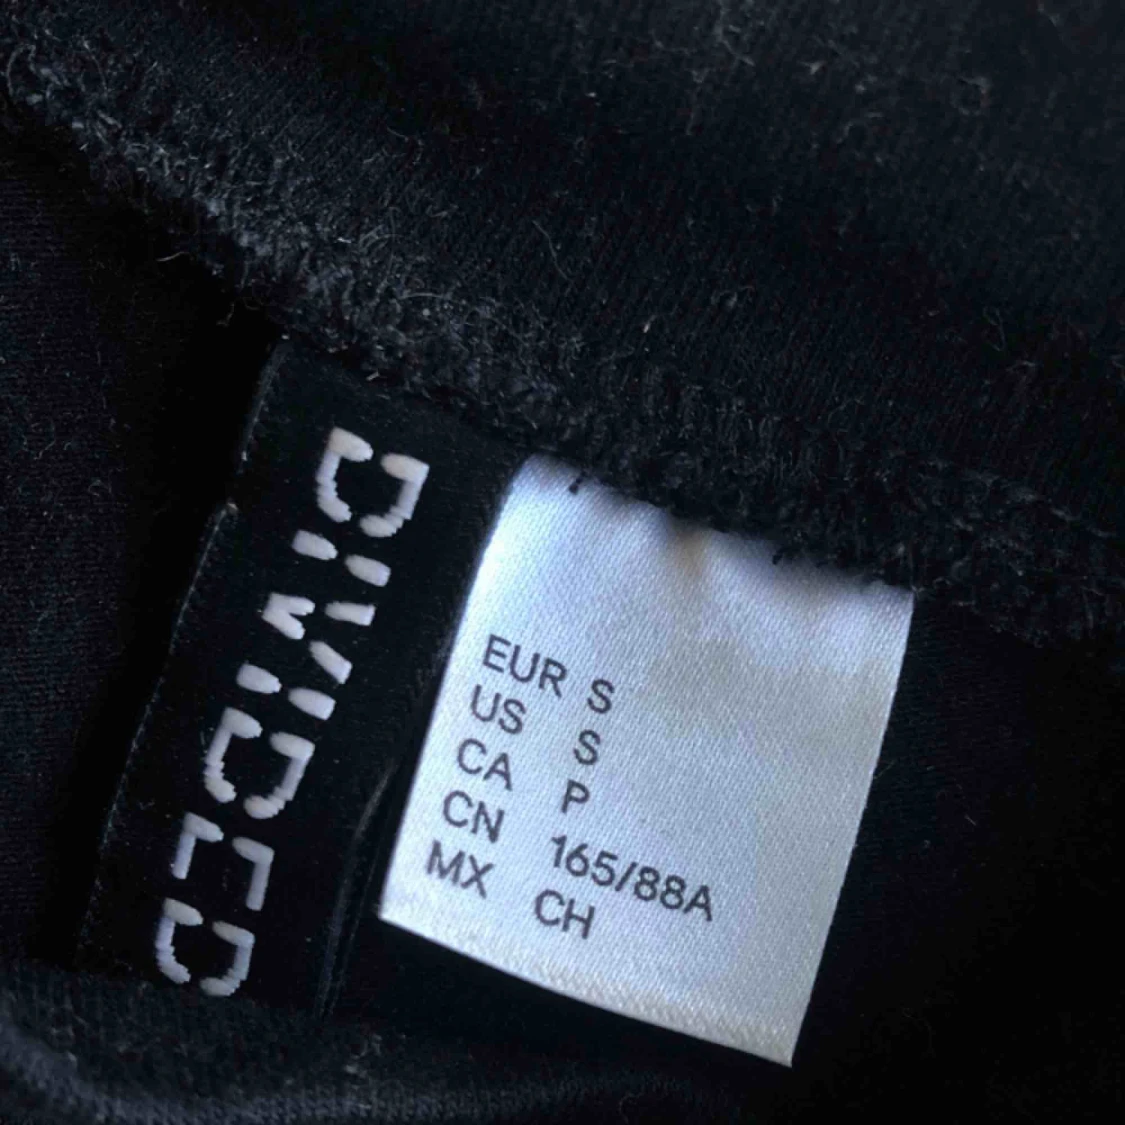 DIVIDED
EUR S
US S
CA P
CN 165/88A
MX CH